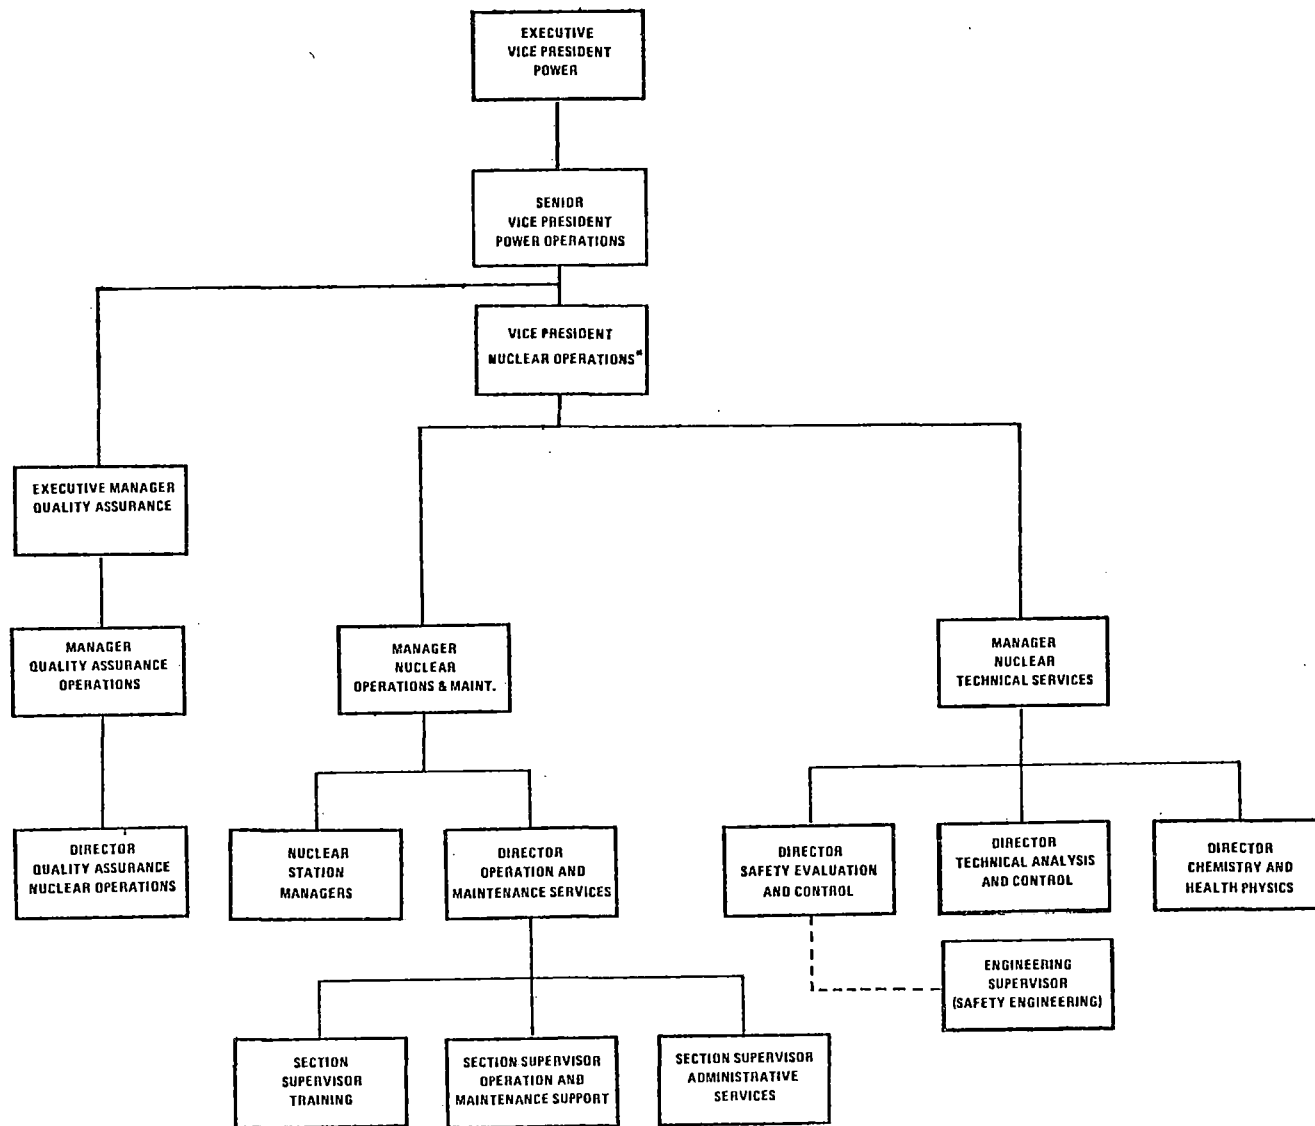 EXECUTIVE
VICE PRESIDENT
POWER
SENIOR
VICE PRESIDENT
POWER OPERATIONS
VICE PRESIDENT
NUCLEAR OPERATIONS*
EXECUTIVE MANAGER
QUALITY ASSURANCE
MANAGER
QUALITY ASSURANCE
OPERATIONS
MANAGER
NUCLEAR
OPERATIONS & MAINT.
MANAGER
NUCLEAR
TECHNICAL SERVICES
DIRECTOR
QUALITY ASSURANCE
NUCLEAR OPERATIONS
NUCLEAR
STATION
MANAGERS
DIRECTOR
OPERATION AND
MAINTENANCE SERVICES
DIRECTOR
SAFETY EVALUATION
AND CONTROL
DIRECTOR
TECHNICAL ANALYSIS
AND CONTROL
DIRECTOR
CHEMISTRY AND
HEALTH PHYSICS
ENGINEERING
SUPERVISOR
(SAFETY ENGINEERING)
SECTION
SUPERVISOR
TRAINING
SECTION SUPERVISOR
OPERATION AND
MAINTENANCE SUPPORT
SECTION SUPERVISOR
ADMINISTRATIVE
SERVICES